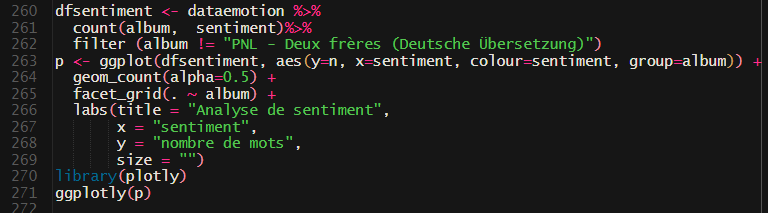 260 dfsentiment <- dataemotion %>%
261   count(album,  sentiment)%>%
262   filter (album != "PNL - Deux frères (Deutsche Übersetzung)")
263 p <- ggplot(dfsentiment, aes(y=n, x=sentiment, colour=sentiment, group=album)) +
264   geom_count(alpha=0.5) +
265   facet_grid(. ~ album) +
266   labs(title = "Analyse de sentiment",
267        x = "sentiment",
268        y = "nombre de mots",
269        size = "")
270 library(plotly)
271 ggplotly(p)
272